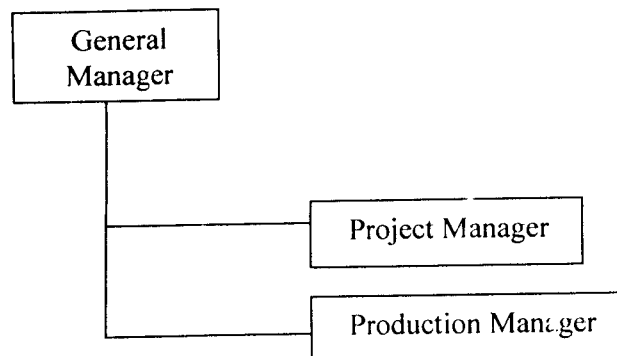 General
Manager
Project Manager
Production Manager